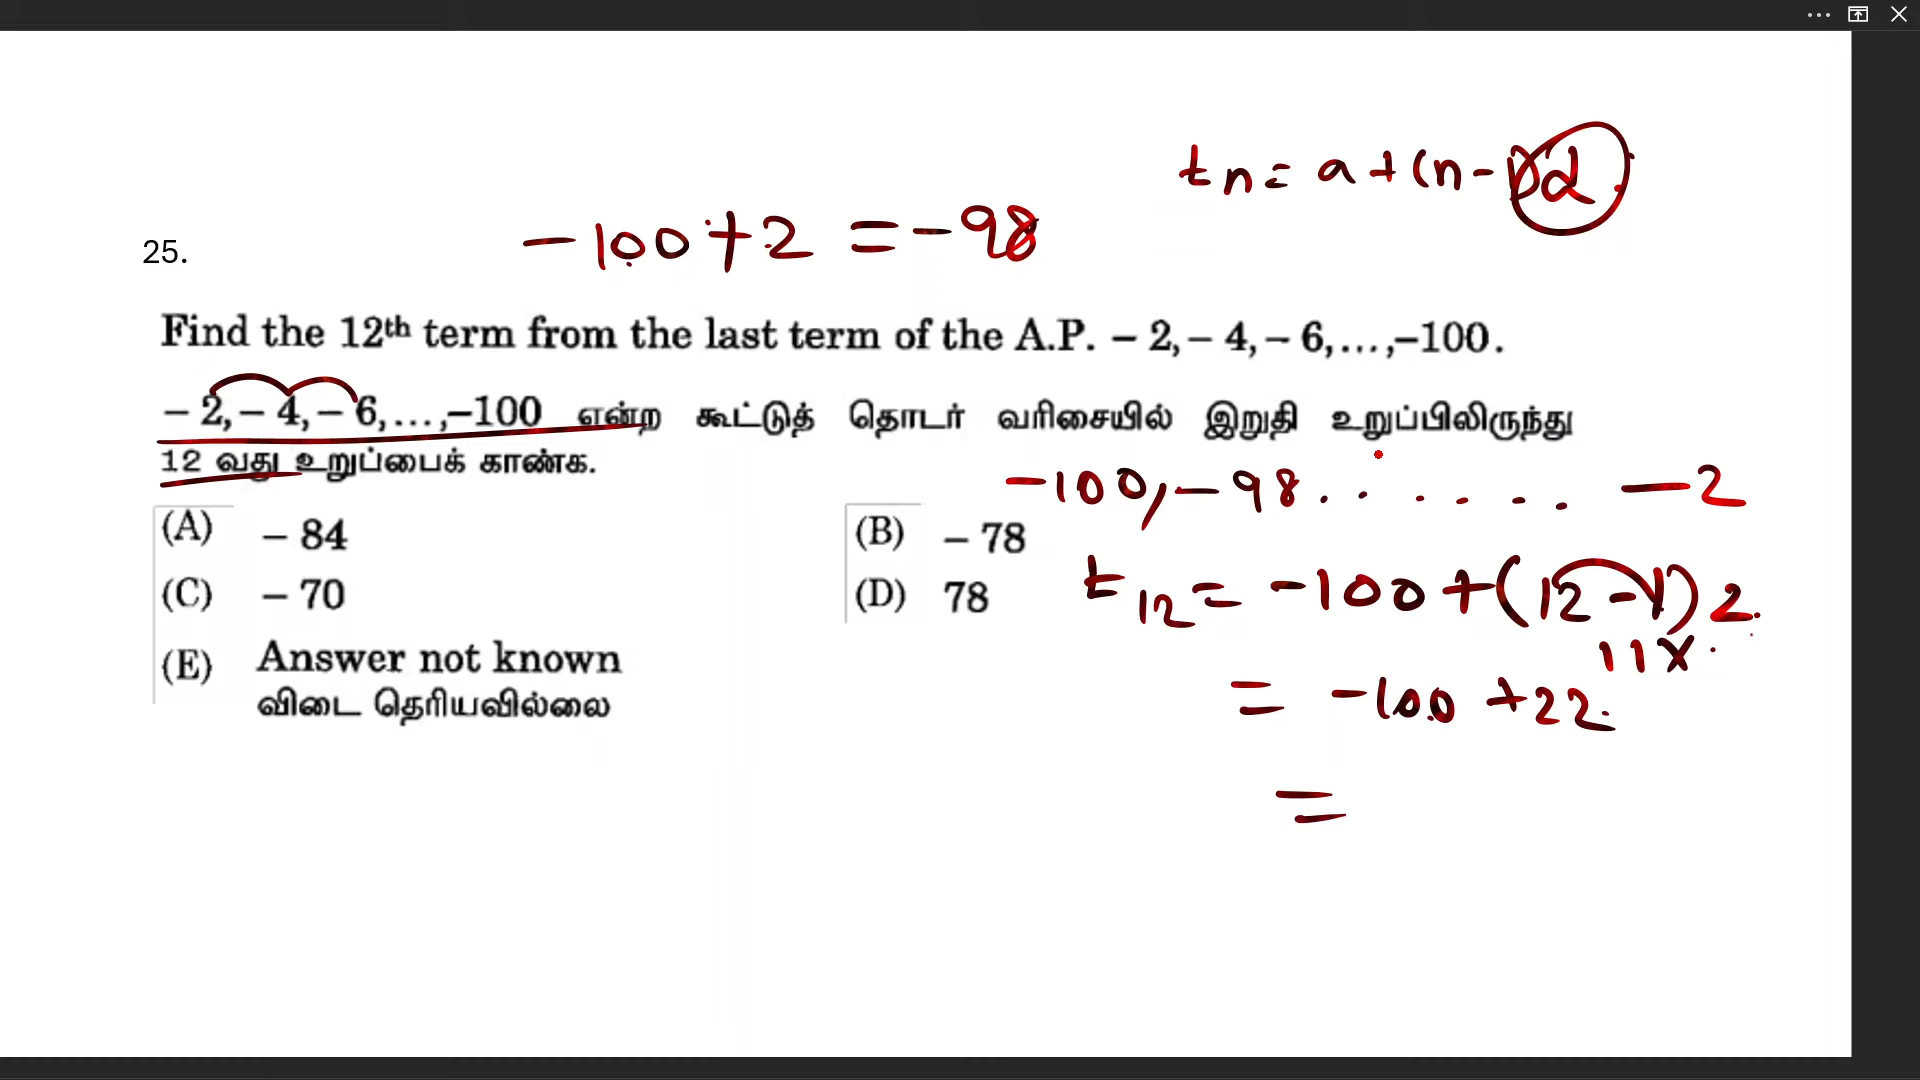 tn = a + (n-1)d
-100 + 2 = -98
25.
Find the 12th term from the last term of the A.P. – 2, – 4, – 6, ..., –100.
– 2, – 4, – 6, ..., –100 என்ற கூட்டுத் தொடர் வரிசையில் இறுதி உறுப்பிலிருந்து
12 வது உறுப்பைக் காண்க.
-100, -98 . . . . . . . -2
(A) – 84
(B) – 78
(C) – 70
(D) 78
t12 = -100 + (12-1)2
11 x
(E) Answer not known
விடை தெரியவில்லை
= -100 + 22
=